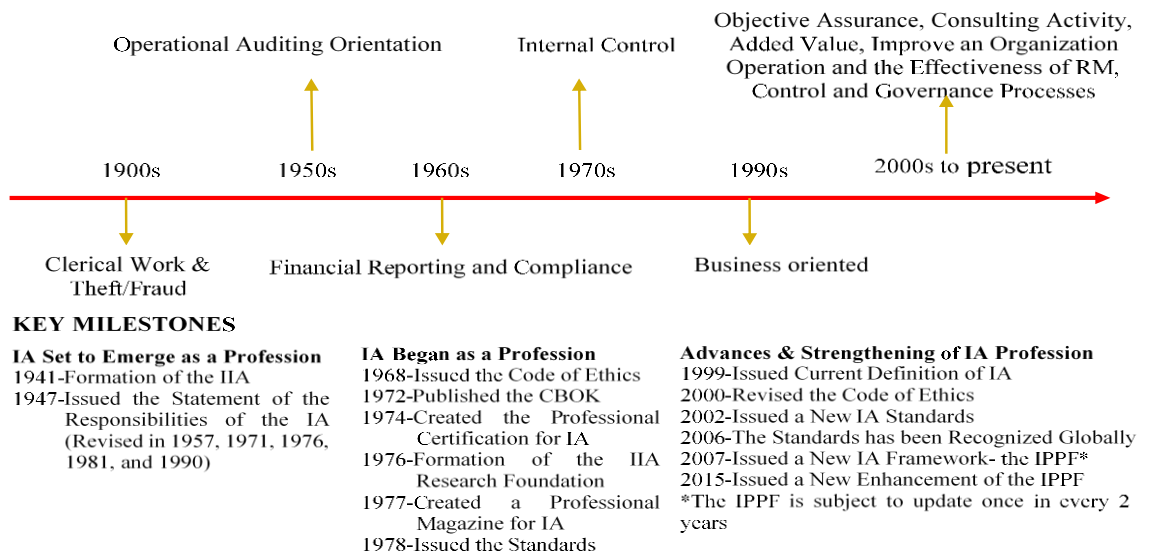 Operational Auditing Orientation
Internal Control
Objective Assurance, Consulting Activity,
Added Value, Improve an Organization
Operation and the Effectiveness of RM,
Control and Governance Processes
1900s
1950s
1960s
1970s
1990s
2000s to present
Clerical Work &
Theft/Fraud
Financial Reporting and Compliance
Business oriented
KEY MILESTONES
IA Set to Emerge as a Profession
1941-Formation of the IIA
1947-Issued the Statement of the
Responsibilities of the IA
(Revised in 1957, 1971, 1976,
1981, and 1990)
IA Began as a Profession
1968-Issued the Code of Ethics
1972-Published the CBOK
1974-Created the Professional
Certification for IA
1976-Formation of the IIA
Research Foundation
1977-Created a Professional
Magazine for IA
1978-Issued the Standards
Advances & Strengthening of IA Profession
1999-Issued Current Definition of IA
2000-Revised the Code of Ethics
2002-Issued a New IA Standards
2006-The Standards has been Recognized Globally
2007-Issued a New IA Framework- the IPPF*
2015-Issued a New Enhancement of the IPPF
*The IPPF is subject to update once in every 2
years